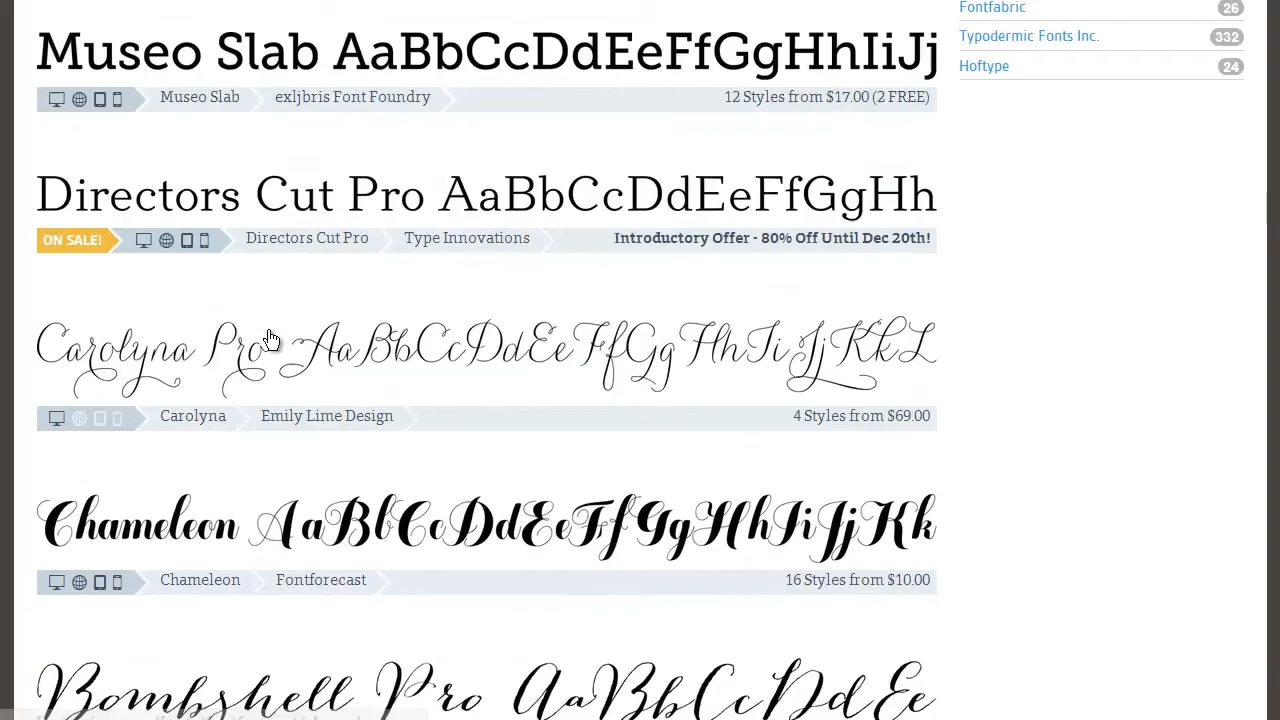 Fontfabric 26
Museo Slab AaBbCcDdEeFfGgHhIiJj
Typodermic Fonts Inc. 332
Hoftype 24
Museo Slab exljbris Font Foundry 12 Styles from $17.00 (2 FREE)
Directors Cut Pro AaBbCcDdEeFfGgHh
ON SALE! Directors Cut Pro Type Innovations Introductory Offer - 80% Off Until Dec 20th!
Carolyna Pro AaBbCcDdEeFfGgHhIiJjKkL
Carolyna Emily Lime Design 4 Styles from $69.00
Chameleon AaBbCcDdEeFfGgHhIiJjKk
Chameleon Fontforecast 16 Styles from $10.00
Bombshell Pro AaBbCcDdEe